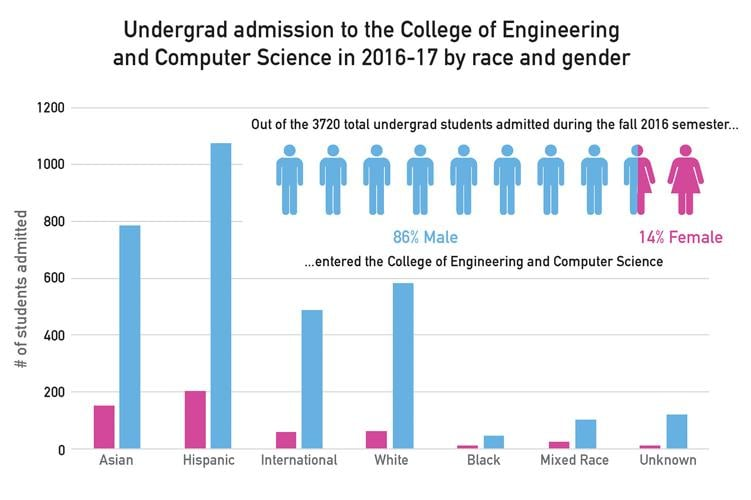 Undergrad admission to the College of Engineering
and Computer Science in 2016-17 by race and gender
1200
Out of the 3720 total undergrad students admitted during the fall 2016 semester...
1000
800
86% Male
14% Female
...entered the College of Engineering and Computer Science
600
400
200
0
# of students admitted
Asian
Hispanic
International
White
Black
Mixed Race
Unknown